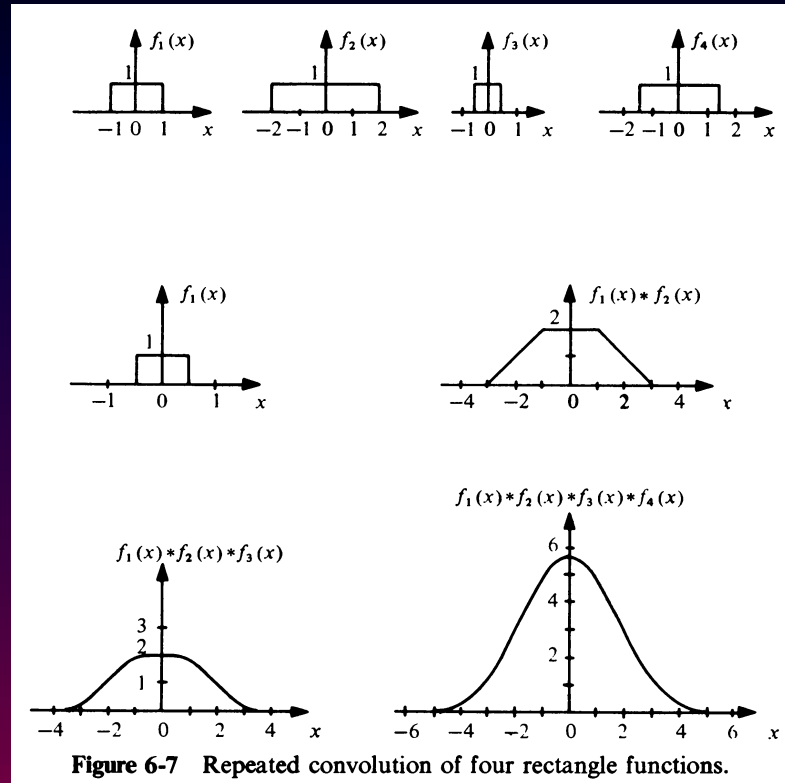 f₁(x) f₂(x) f₃(x) f₄(x)
1 1 1 1
−1 0 1 x −2 −1 0 1 2 x −1 0 1 x −2 −1 0 1 2 x
f₁(x) f₁(x)*f₂(x)
1 2
−1 0 1 x −4 −2 0 2 4 x
f₁(x)*f₂(x)*f₃(x)
3
2
1
−4 −2 0 2 4 x
f₁(x)*f₂(x)*f₃(x)*f₄(x)
6
4
2
−6 −4 −2 0 2 4 6 x
Figure 6-7 Repeated convolution of four rectangle functions.